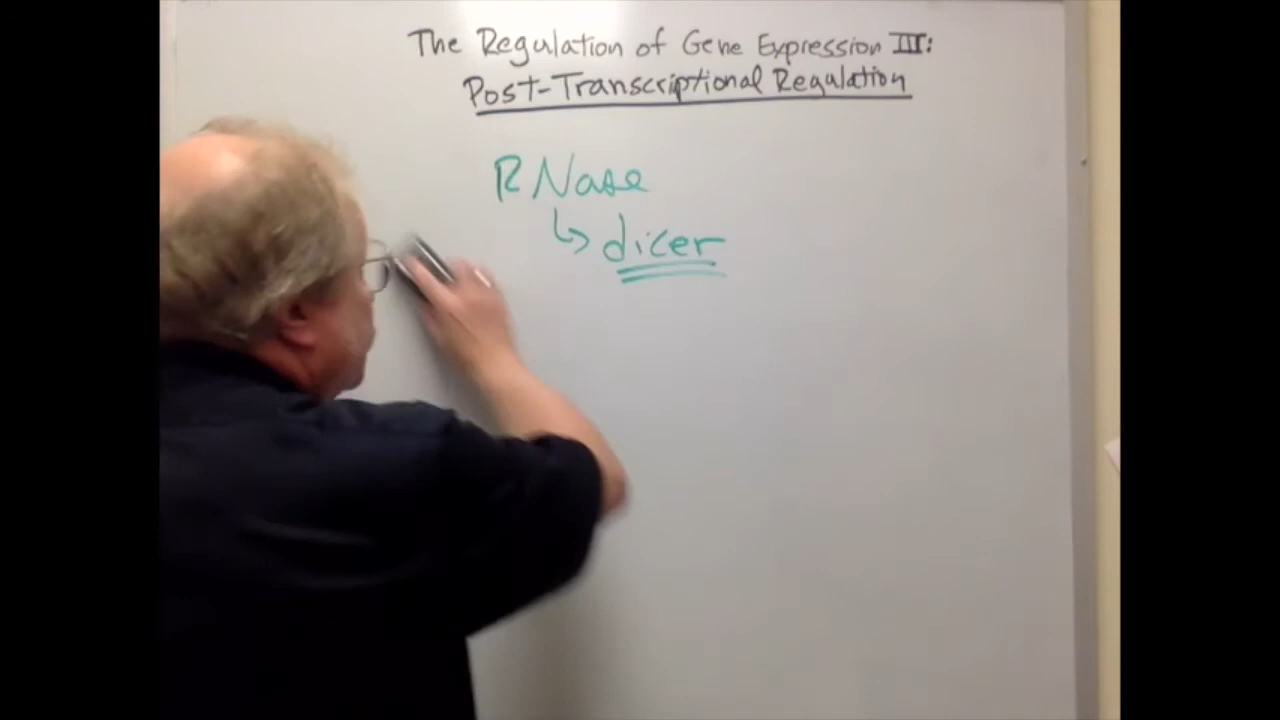 The Regulation of Gene Expression III:
Post-Transcriptional Regulation
RNase
↳ dicer